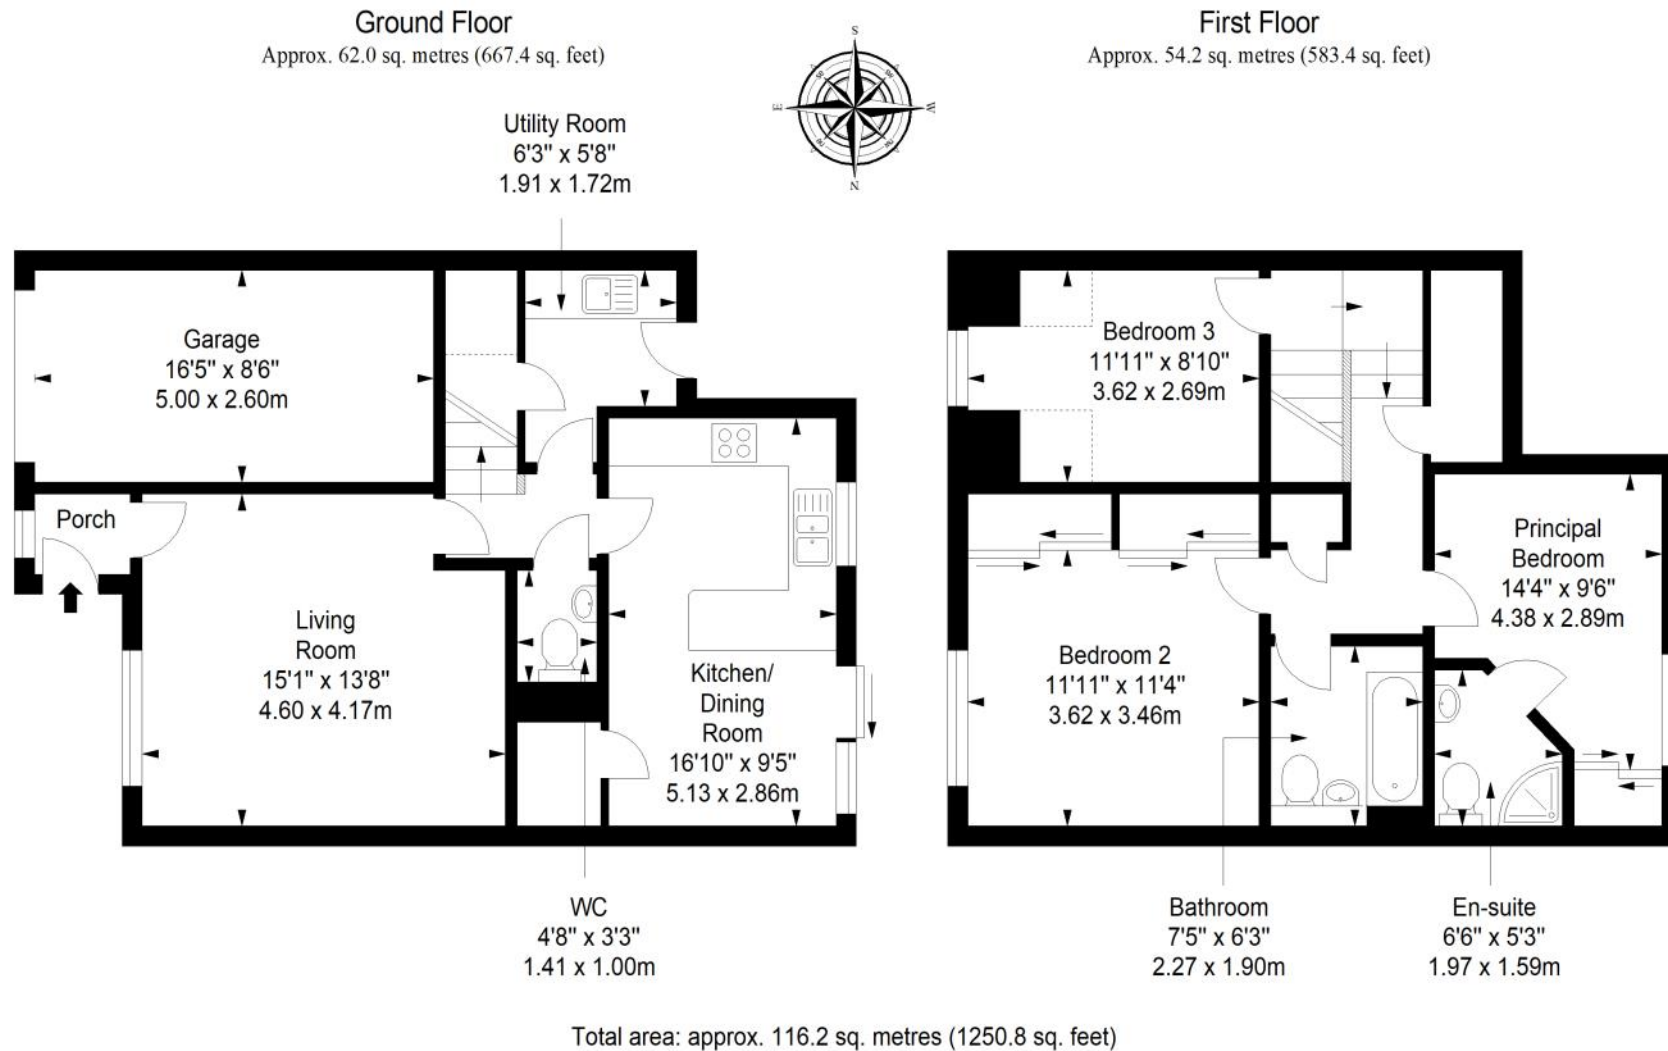 Ground Floor
Approx. 62.0 sq. metres (667.4 sq. feet)
First Floor
Approx. 54.2 sq. metres (583.4 sq. feet)
S
E
W
N
Utility Room
6'3" x 5'8"
1.91 x 1.72m
Garage
16'5" x 8'6"
5.00 x 2.60m
Porch
Living
Room
15'1" x 13'8"
4.60 x 4.17m
Kitchen/
Dining
Room
16'10" x 9'5"
5.13 x 2.86m
WC
4'8" x 3'3"
1.41 x 1.00m
Bedroom 3
11'11" x 8'10"
3.62 x 2.69m
Principal
Bedroom
14'4" x 9'6"
4.38 x 2.89m
Bedroom 2
11'11" x 11'4"
3.62 x 3.46m
Bathroom
7'5" x 6'3"
2.27 x 1.90m
En-suite
6'6" x 5'3"
1.97 x 1.59m
Total area: approx. 116.2 sq. metres (1250.8 sq. feet)